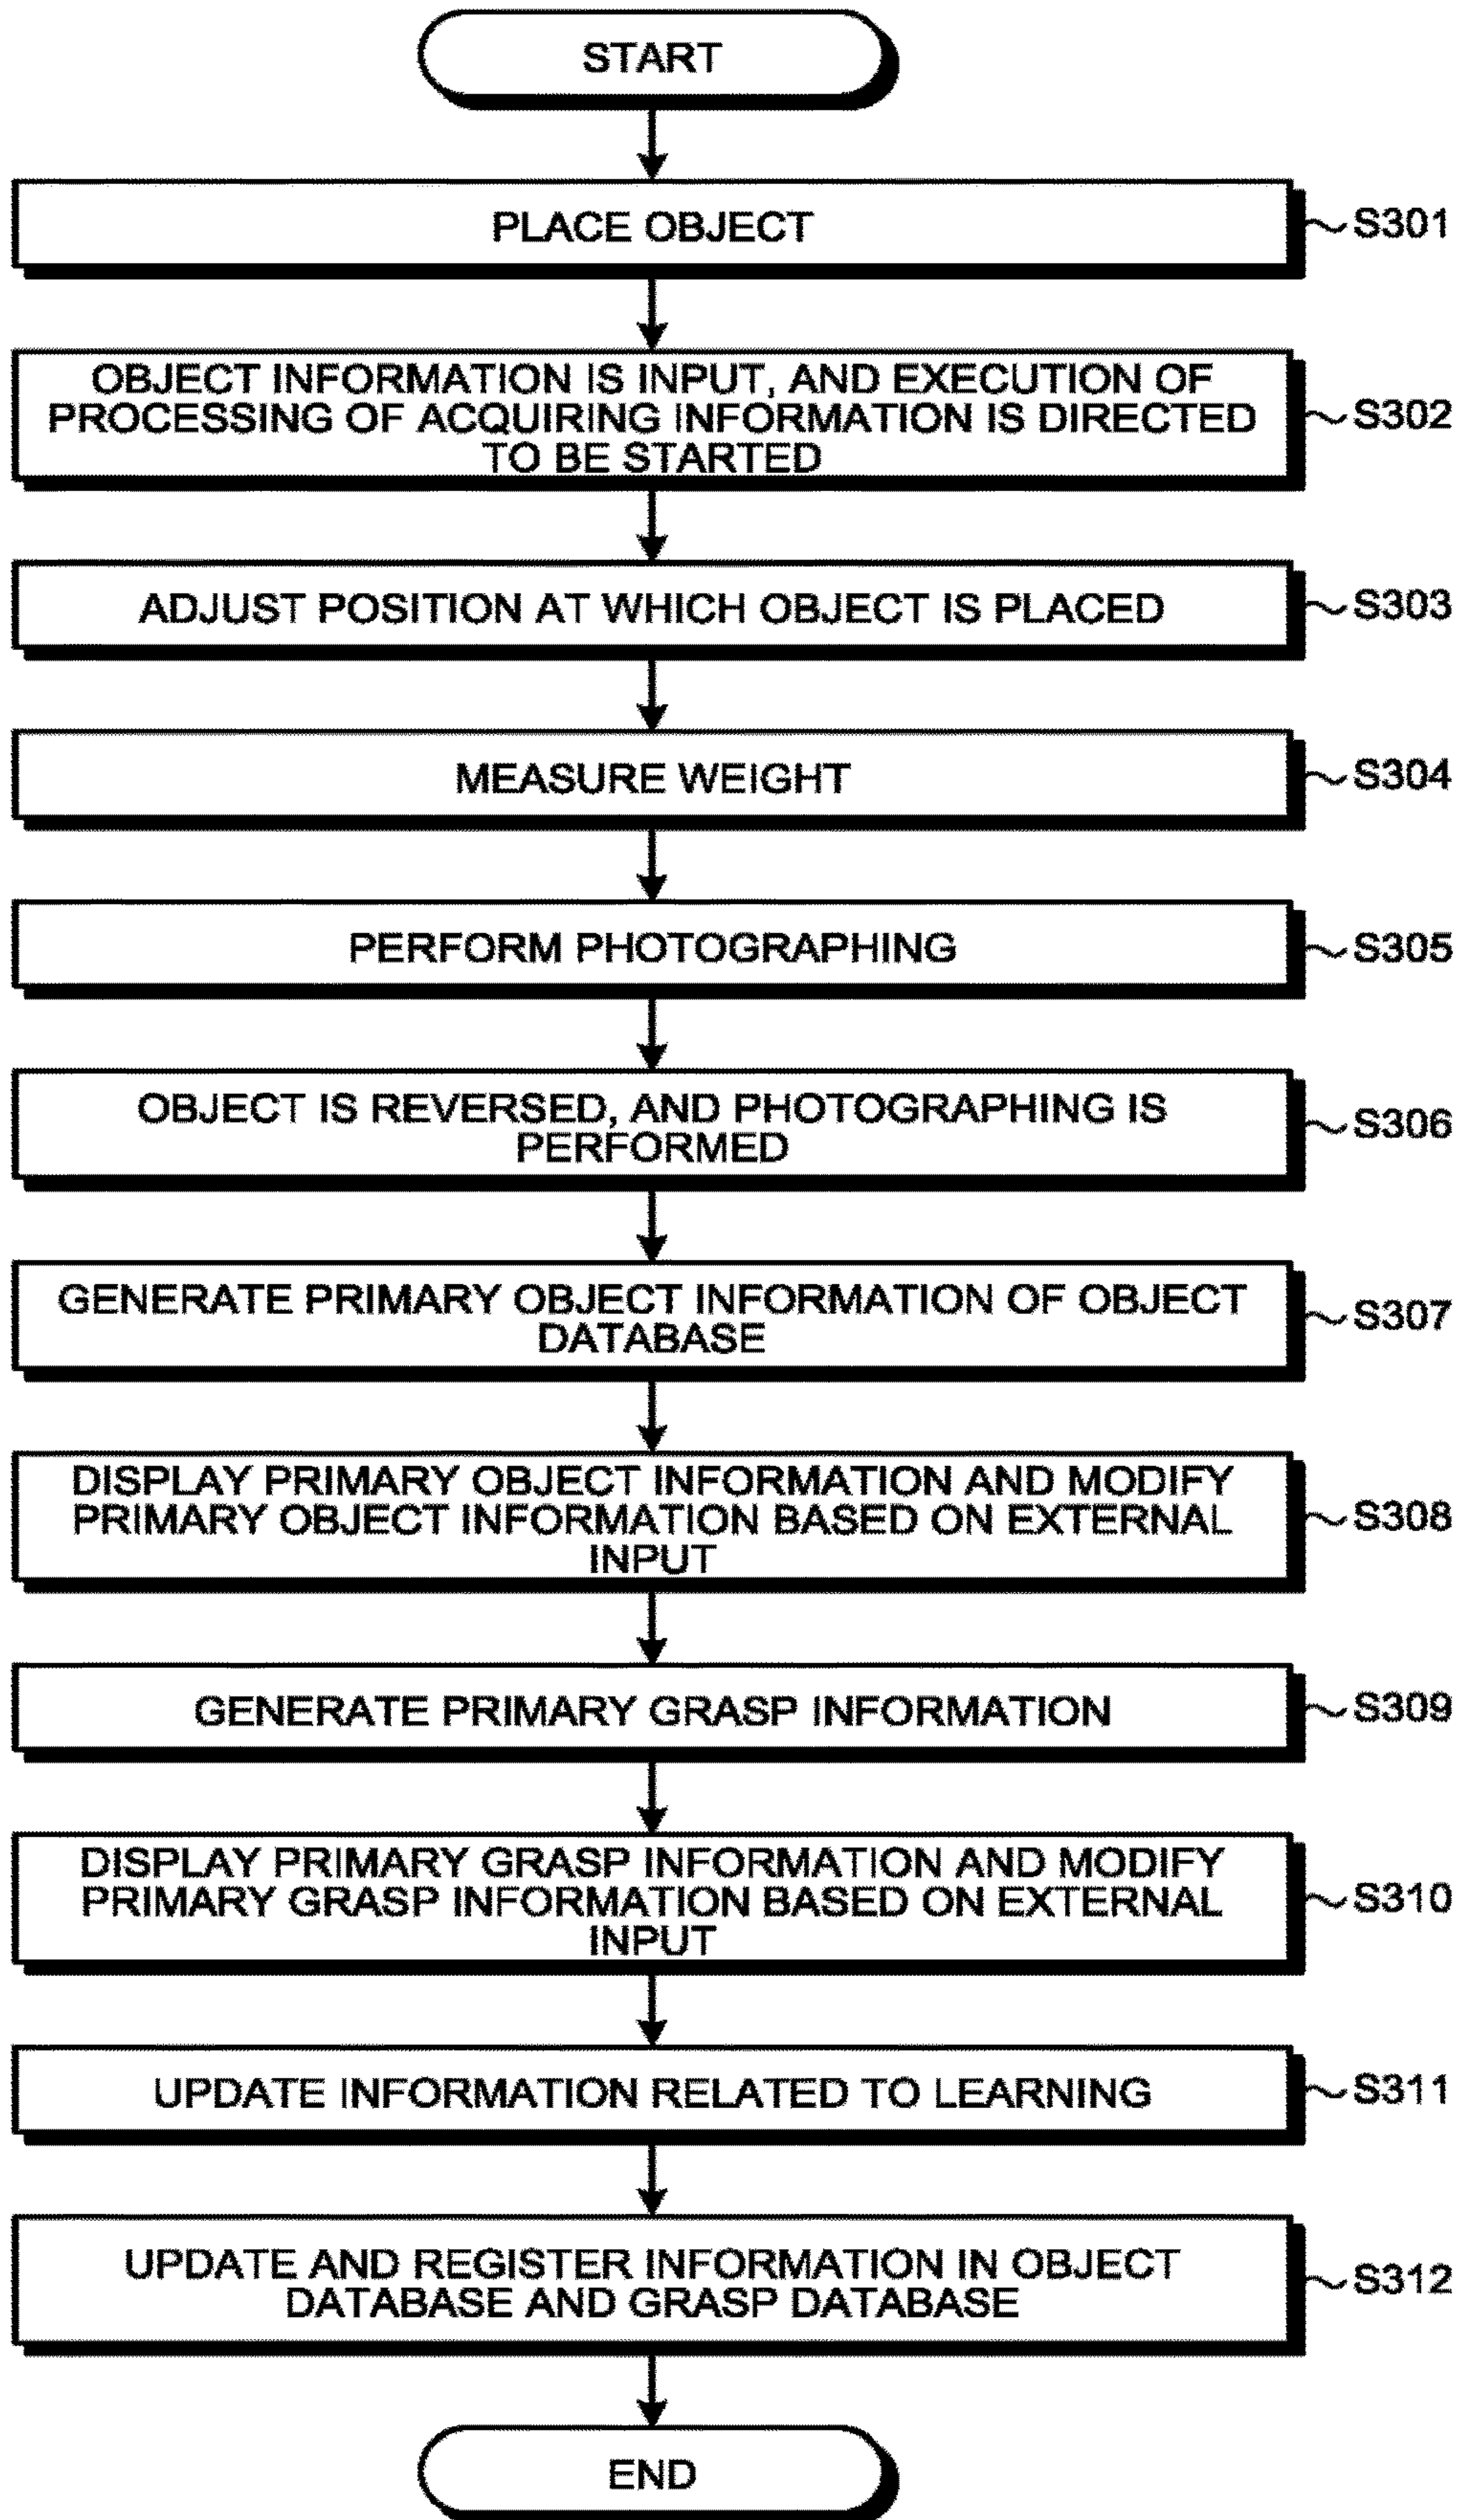 START
PLACE OBJECT
S301
OBJECT INFORMATION IS INPUT, AND EXECUTION OF
PROCESSING OF ACQUIRING INFORMATION IS DIRECTED
TO BE STARTED
S302
ADJUST POSITION AT WHICH OBJECT IS PLACED
S303
MEASURE WEIGHT
S304
PERFORM PHOTOGRAPHING
S305
OBJECT IS REVERSED, AND PHOTOGRAPHING IS
PERFORMED
S306
GENERATE PRIMARY OBJECT INFORMATION OF OBJECT
DATABASE
S307
DISPLAY PRIMARY OBJECT INFORMATION AND MODIFY
PRIMARY OBJECT INFORMATION BASED ON EXTERNAL
INPUT
S308
GENERATE PRIMARY GRASP INFORMATION
S309
DISPLAY PRIMARY GRASP INFORMATION AND MODIFY
PRIMARY GRASP INFORMATION BASED ON EXTERNAL
INPUT
S310
UPDATE INFORMATION RELATED TO LEARNING
S311
UPDATE AND REGISTER INFORMATION IN OBJECT
DATABASE AND GRASP DATABASE
S312
END